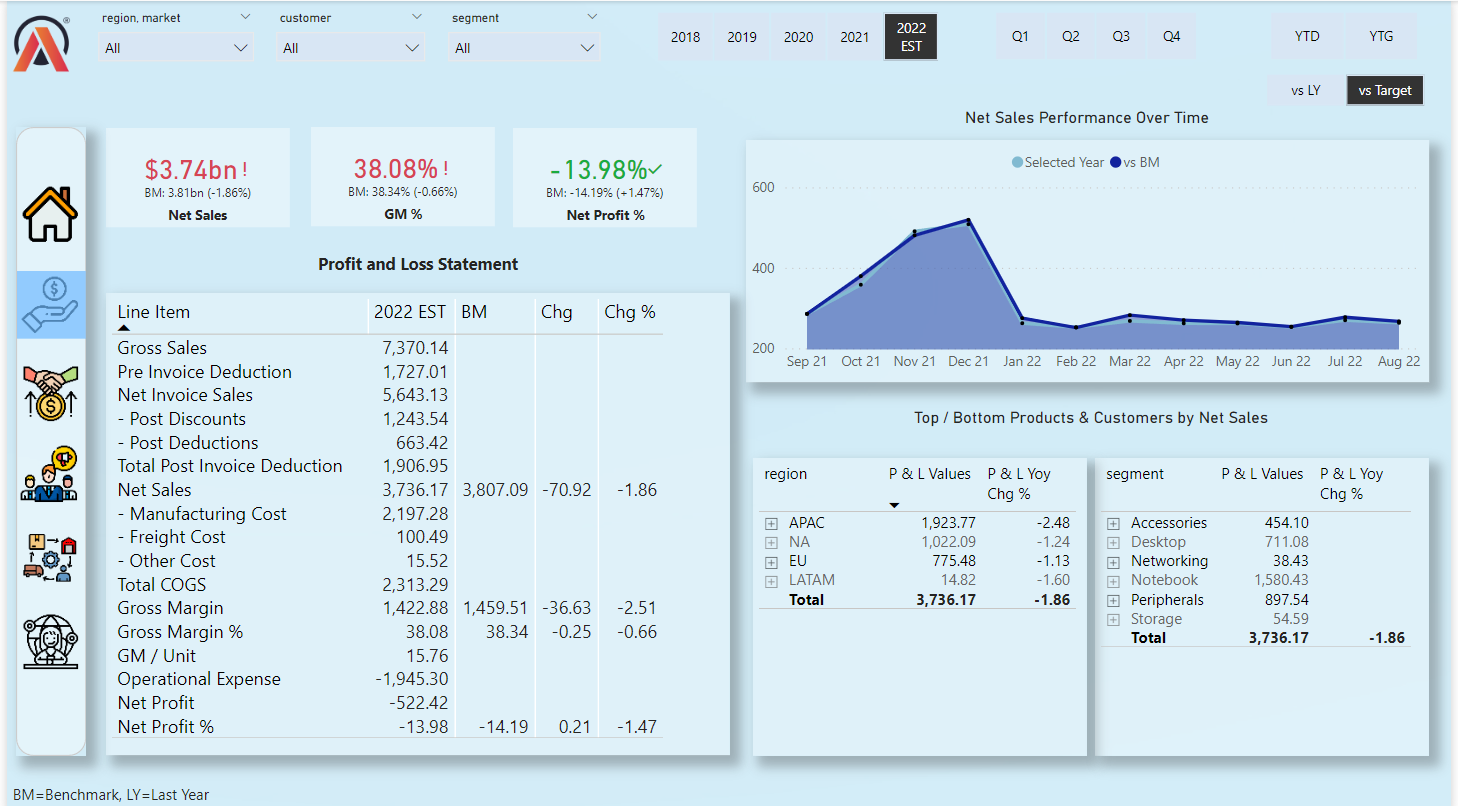 region, market customer segment
All All All
2018 2019 2020 2021 2022 EST Q1 Q2 Q3 Q4 YTD YTG
vs LY vs Target
$3.74bn!
BM: 3.81bn (-1.86%)
Net Sales
38.08%!
BM: 38.34% (-0.66%)
GM %
-13.98%✓
BM: -14.19% (+1.47%)
Net Profit %
Net Sales Performance Over Time
Selected Year vs BM
600
400
200
Sep 21 Oct 21 Nov 21 Dec 21 Jan 22 Feb 22 Mar 22 Apr 22 May 22 Jun 22 Jul 22 Aug 22
Profit and Loss Statement
Line Item 2022 EST BM Chg Chg %
Gross Sales 7,370.14
Pre Invoice Deduction 1,727.01
Net Invoice Sales 5,643.13
- Post Discounts 1,243.54
- Post Deductions 663.42
Total Post Invoice Deduction 1,906.95
Net Sales 3,736.17 3,807.09 -70.92 -1.86
- Manufacturing Cost 2,197.28
- Freight Cost 100.49
- Other Cost 15.52
Total COGS 2,313.29
Gross Margin 1,422.88 1,459.51 -36.63 -2.51
Gross Margin % 38.08 38.34 -0.25 -0.66
GM / Unit 15.76
Operational Expense -1,945.30
Net Profit -522.42
Net Profit % -13.98 -14.19 0.21 -1.47
Top / Bottom Products & Customers by Net Sales
region P & L Values P & L Yoy
Chg %
APAC 1,923.77 -2.48
NA 1,022.09 -1.24
EU 775.48 -1.13
LATAM 14.82 -1.60
Total 3,736.17 -1.86
segment P & L Values P & L Yoy
Chg %
Accessories 454.10
Desktop 711.08
Networking 38.43
Notebook 1,580.43
Peripherals 897.54
Storage 54.59
Total 3,736.17 -1.86
BM=Benchmark, LY=Last Year